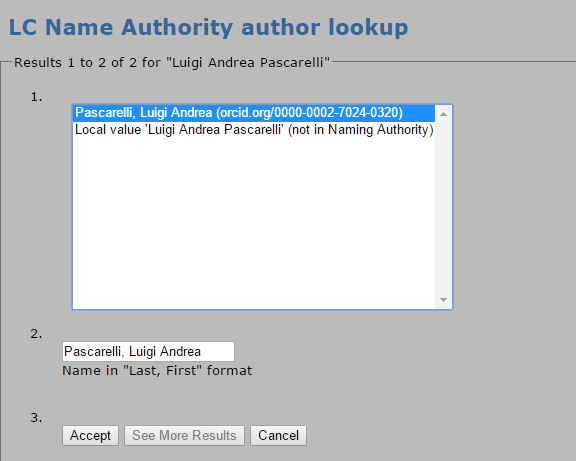 LC Name Authority author lookup
Results 1 to 2 of 2 for "Luigi Andrea Pascarelli"
1.
Pascarelli, Luigi Andrea (orcid.org/0000-0002-7024-0320)
Local value 'Luigi Andrea Pascarelli' (not in Naming Authority)
2.
Pascarelli, Luigi Andrea
Name in "Last, First" format
3.
Accept See More Results Cancel